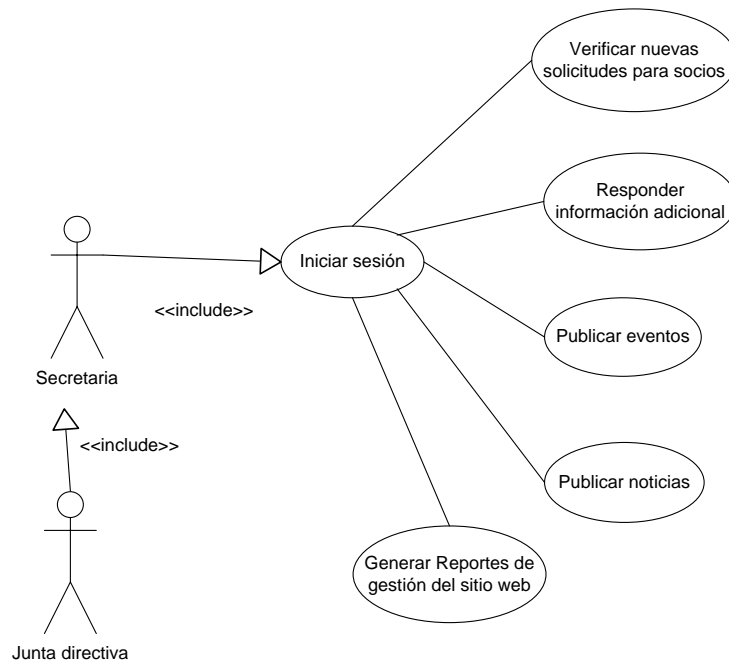 Verificar nuevas
solicitudes para socios
Responder
información adicional
Iniciar sesión
<<include>>
Publicar eventos
Secretaria
<<include>>
Publicar noticias
Generar Reportes de
gestión del sitio web
Junta directiva